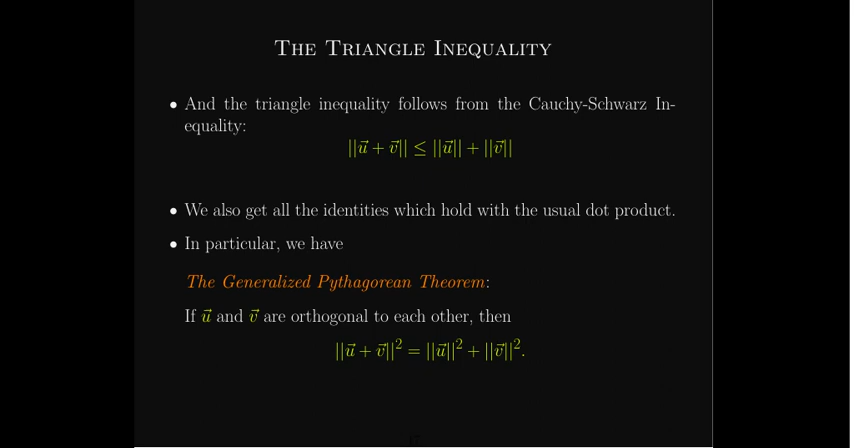 The Triangle Inequality
• And the triangle inequality follows from the Cauchy-Schwarz In-
equality:
||u⃗ + v⃗|| ≤ ||u⃗|| + ||v⃗||
• We also get all the identities which hold with the usual dot product.
• In particular, we have
The Generalized Pythagorean Theorem:
If u⃗ and v⃗ are orthogonal to each other, then
||u⃗ + v⃗||² = ||u⃗||² + ||v⃗||².